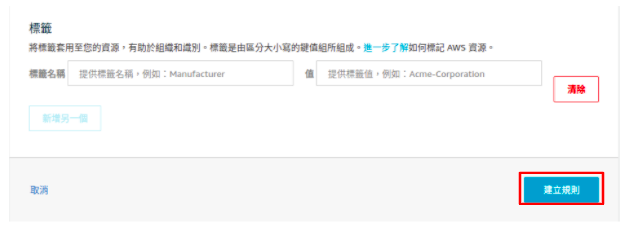 標籤
將標籤套用至您的資源，有助於組織和識別。標籤是由區分大小寫的鍵值組所組成。進一步了解如何標記 AWS 資源。
標籤名稱 提供標籤名稱，例如：Manufacturer 值 提供標籤值，例如：Acme-Corporation
清除
新增另一個
取消 建立規則